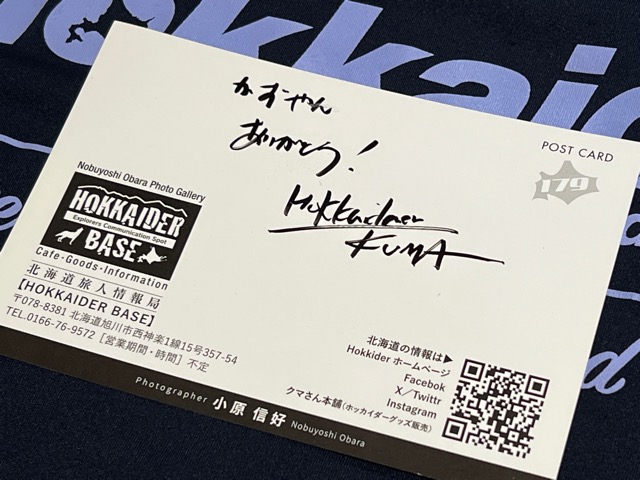 Hokkaider
かずやん
ありがとう!
Hokkaider
KUMA
POST CARD
179
Nobuyoshi Obara Photo Gallery
HOKKAIDER
Explorers Communication Spot
BASE
Cafe・Goods・Information
北海道旅人情報局
【HOKKAIDER BASE】
〒078-8381 北海道旭川市西神楽1線15号357-54
TEL.0166-76-9572 [営業期間・時間] 不定
北海道の情報は▶
Hokkider ホームページ
Facebok
X/Twittr
Instagram
クマさん本舗(ホッカイダーグッズ販売)
Photographer 小原 信好 Nobuyoshi Obara